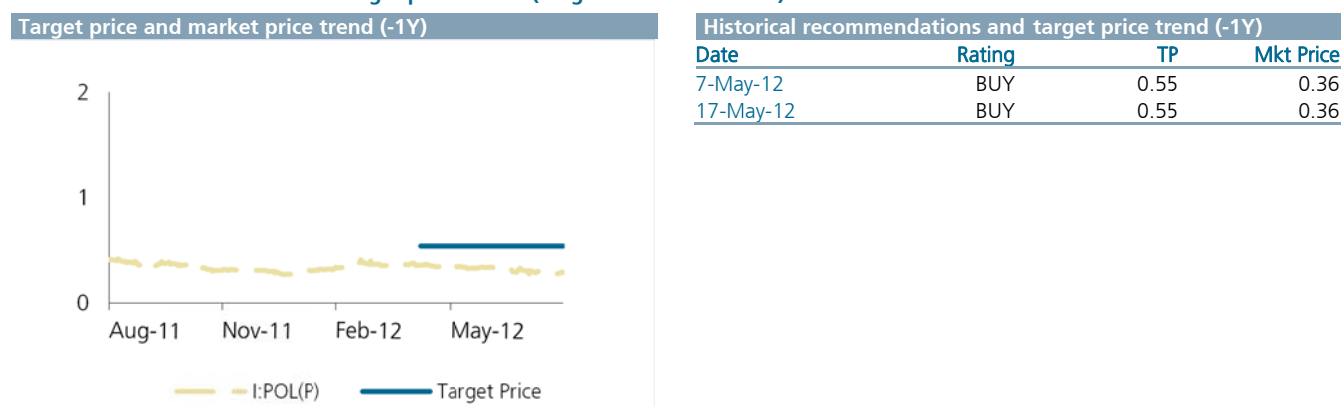 Target price and market price trend (-1Y)
2
1
0
Aug-11 Nov-11 Feb-12 May-12
I:POL(P) Target Price
Historical recommendations and target price trend (-1Y)
Date Rating TP Mkt Price
7-May-12 BUY 0.55 0.36
17-May-12 BUY 0.55 0.36